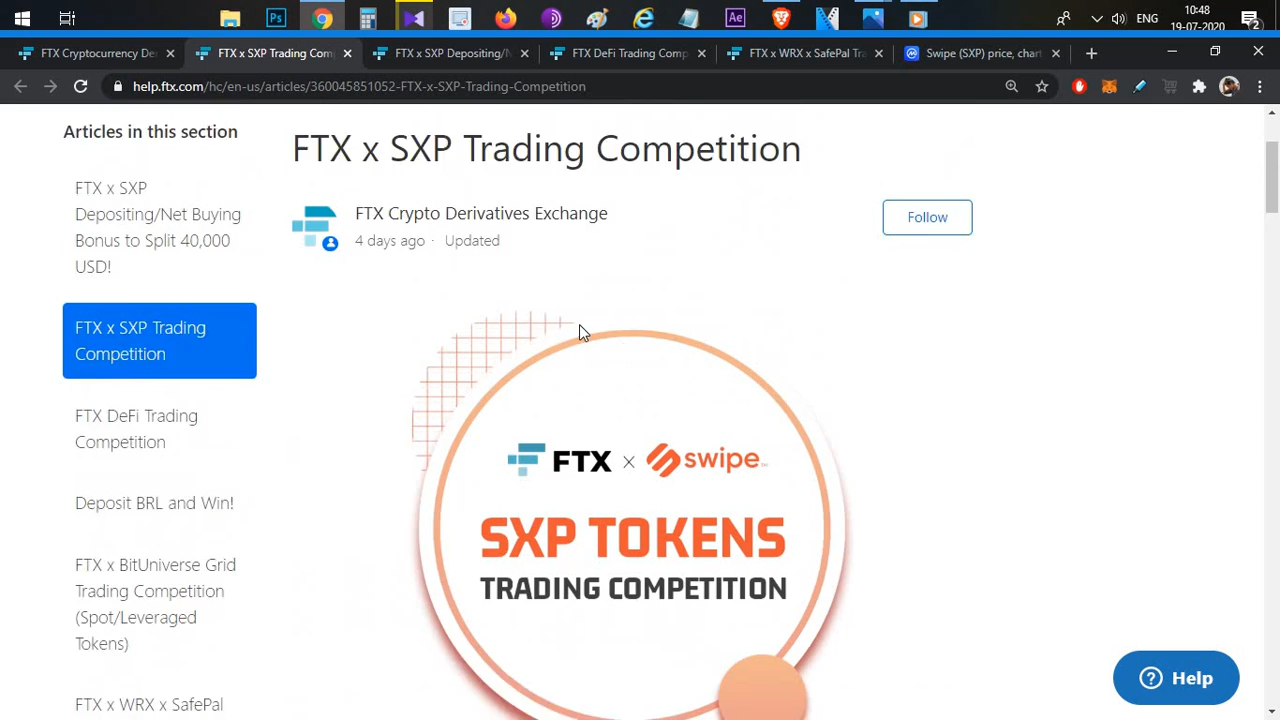 10:48
ENG
19-07-2020
2
Ps
Ae
FTX Cryptocurrency De
FTX x SXP Trading Com
FTX x SXP Depositing/N
FTX DeFi Trading Comp
FTX x WRX x SafePal Tra
Swipe (SXP) price, chart
help.ftx.com/hc/en-us/articles/360045851052-FTX-x-SXP-Trading-Competition
Articles in this section
FTX x SXP
Depositing/Net Buying
Bonus to Split 40,000
USD!
FTX x SXP Trading
Competition
FTX DeFi Trading
Competition
Deposit BRL and Win!
FTX x BitUniverse Grid
Trading Competition
(Spot/Leveraged
Tokens)
FTX x WRX x SafePal
FTX x SXP Trading Competition
FTX Crypto Derivatives Exchange
4 days ago · Updated
Follow
FTX x swipe
SXP TOKENS
TRADING COMPETITION
Help